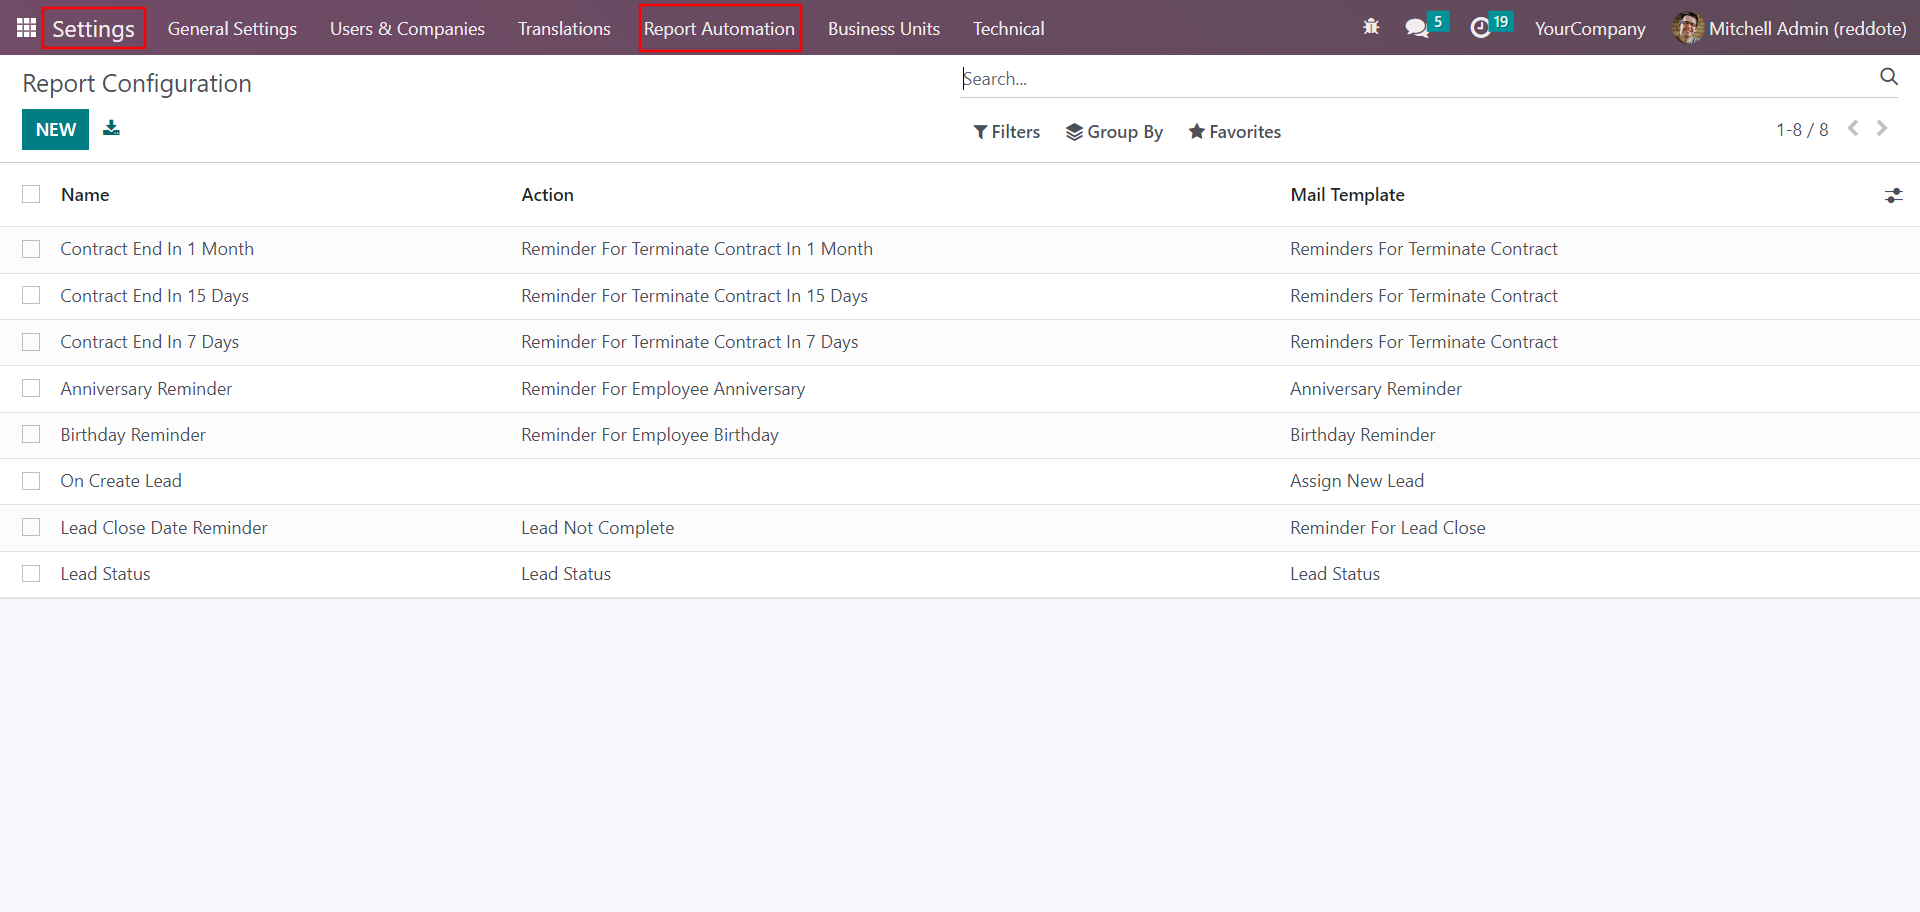 Settings General Settings Users & Companies Translations Report Automation Business Units Technical 5 19 YourCompany Mitchell Admin (reddote)
Report Configuration Search...
NEW Filters Group By Favorites 1-8 / 8
Name Action Mail Template
Contract End In 1 Month Reminder For Terminate Contract In 1 Month Reminders For Terminate Contract
Contract End In 15 Days Reminder For Terminate Contract In 15 Days Reminders For Terminate Contract
Contract End In 7 Days Reminder For Terminate Contract In 7 Days Reminders For Terminate Contract
Anniversary Reminder Reminder For Employee Anniversary Anniversary Reminder
Birthday Reminder Reminder For Employee Birthday Birthday Reminder
On Create Lead Assign New Lead
Lead Close Date Reminder Lead Not Complete Reminder For Lead Close
Lead Status Lead Status Lead Status